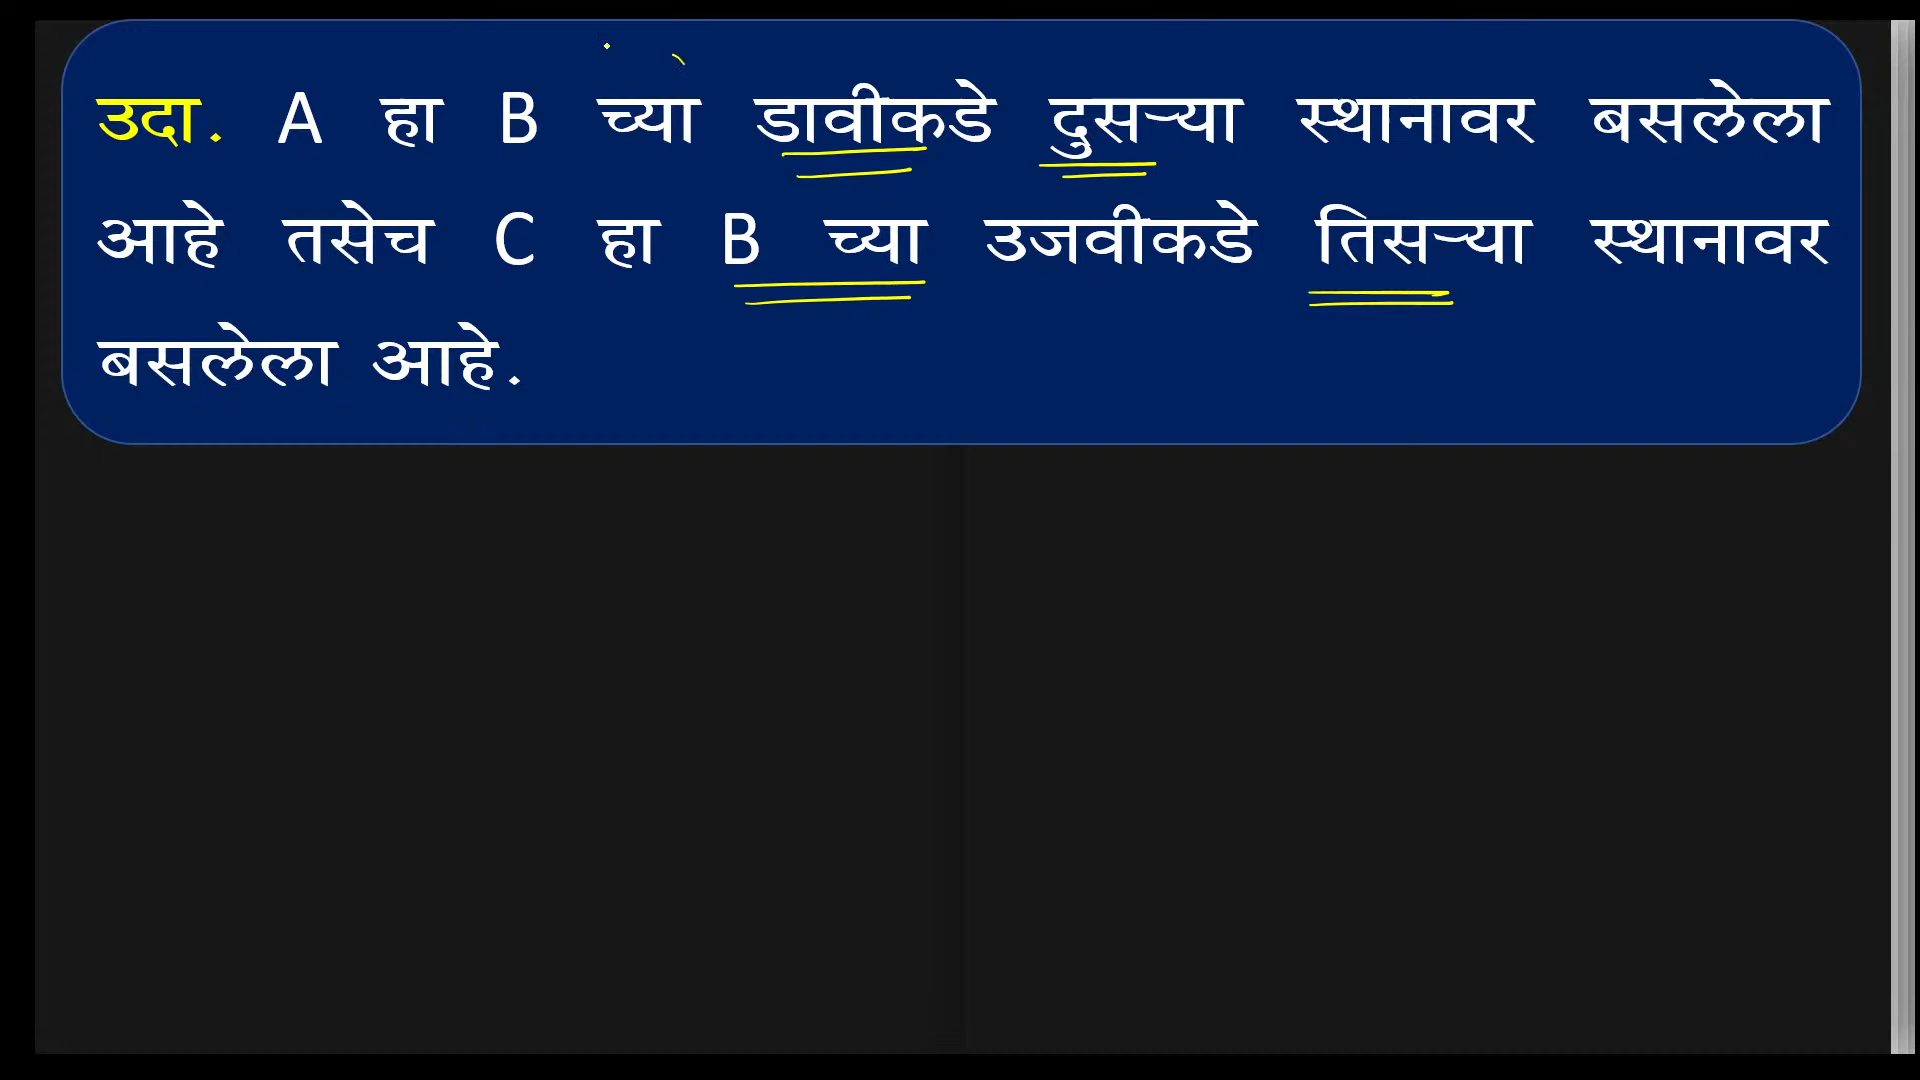 उदा. A हा B च्या डावीकडे दुसऱ्या स्थानावर बसलेला
आहे तसेच C हा B च्या उजवीकडे तिसऱ्या स्थानावर
बसलेला आहे.